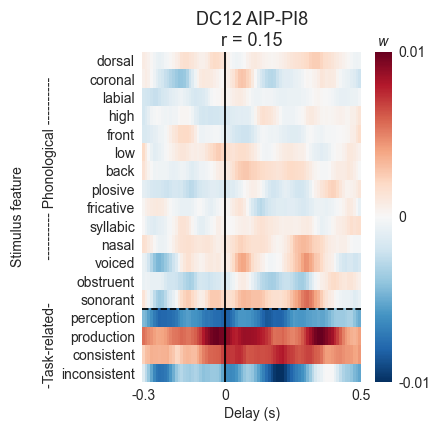 DC12 AIP-PI8
r = 0.15
w
dorsal
coronal
labial
high
front
low
back
plosive
fricative
syllabic
nasal
voiced
obstruent
sonorant
perception
production
consistent
inconsistent
Stimulus feature
-Task-related- ---------- Phonological ----------
0.01
0
-0.01
-0.3 0 0.5
Delay (s)